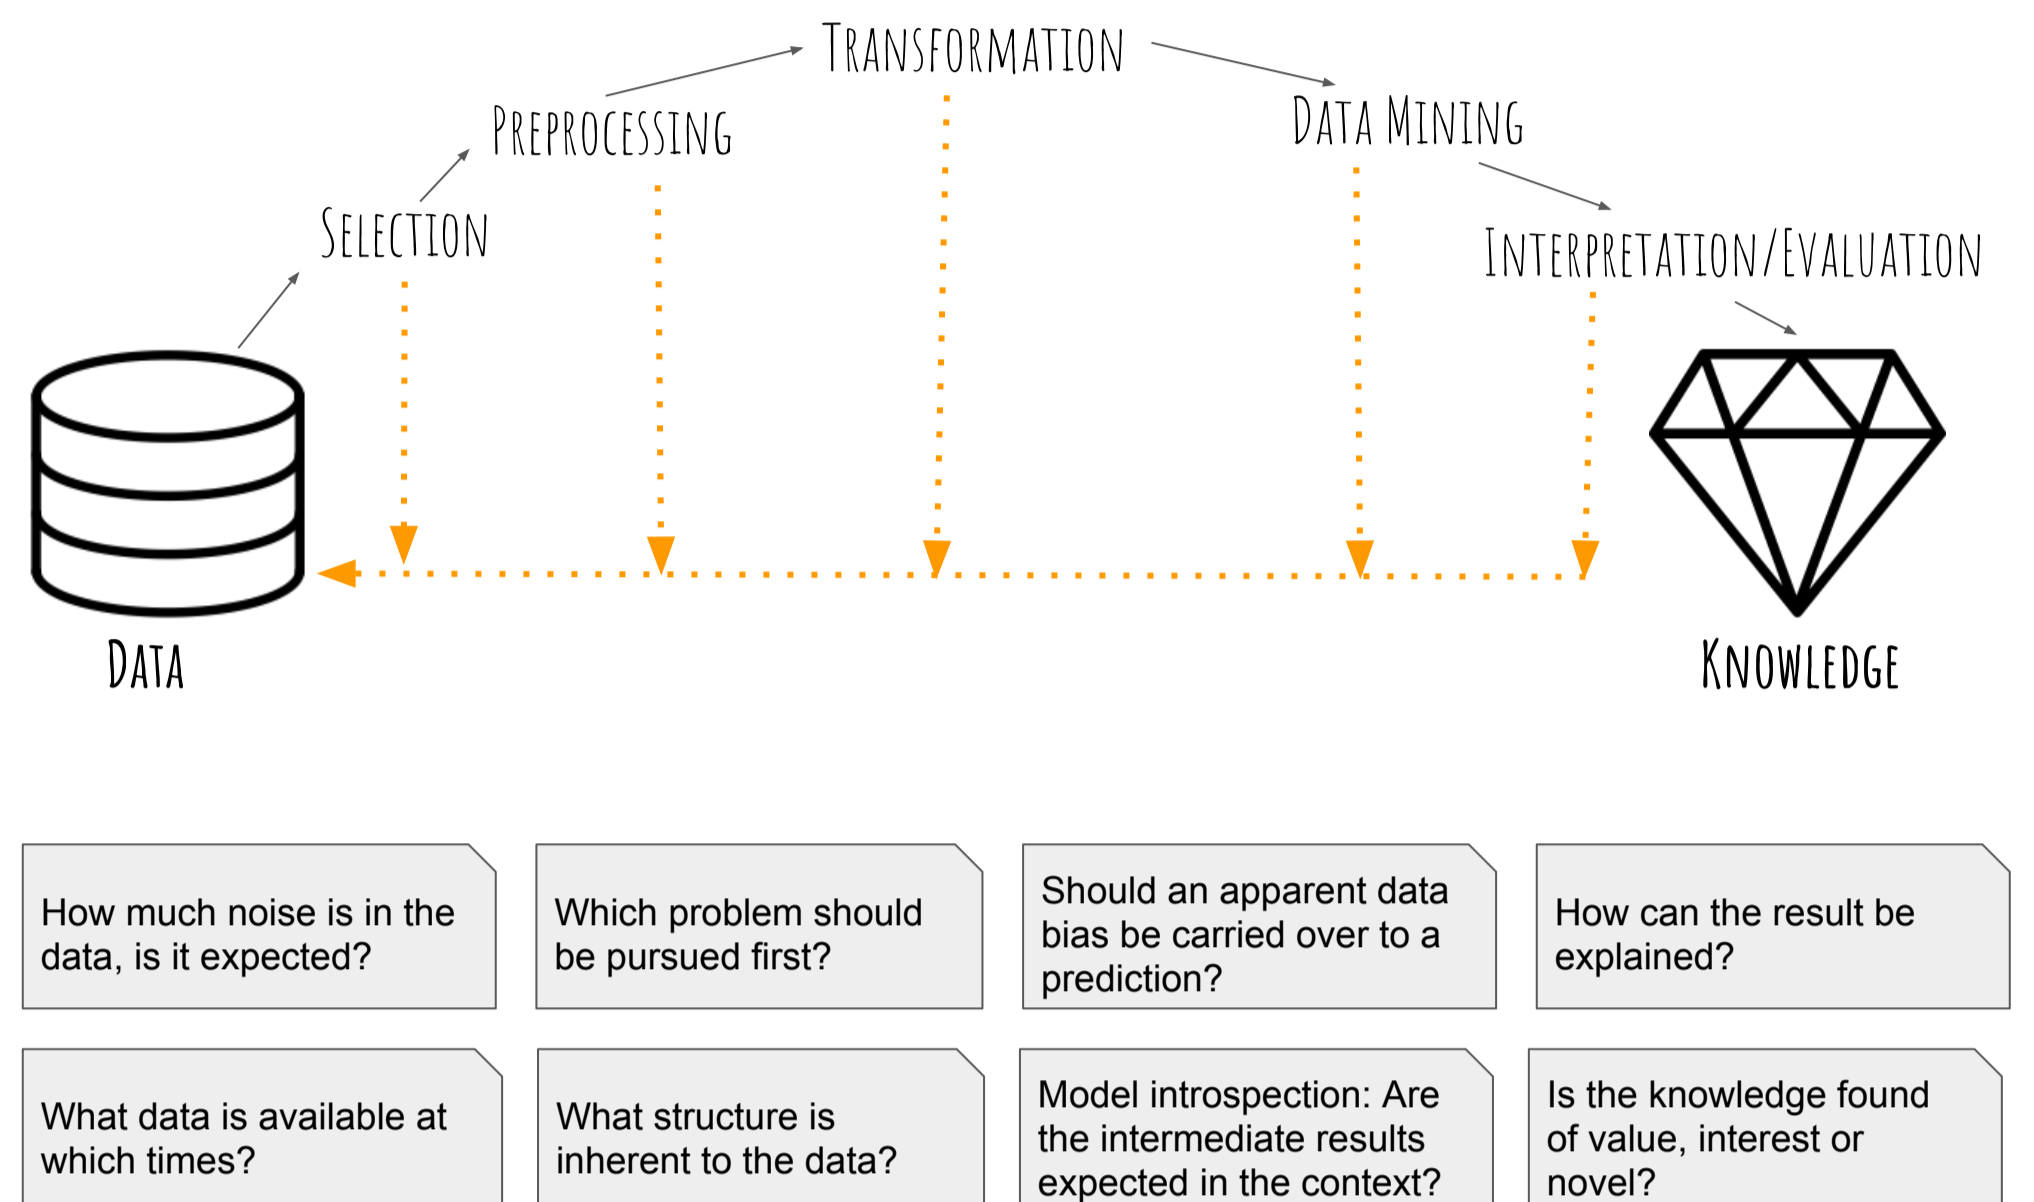 Transformation
Preprocessing
Data Mining
Selection
Interpretation/Evaluation
Data
Knowledge
How much noise is in the
data, is it expected?
Which problem should
be pursued first?
Should an apparent data
bias be carried over to a
prediction?
How can the result be
explained?
What data is available at
which times?
What structure is
inherent to the data?
Model introspection: Are
the intermediate results
expected in the context?
Is the knowledge found
of value, interest or
novel?